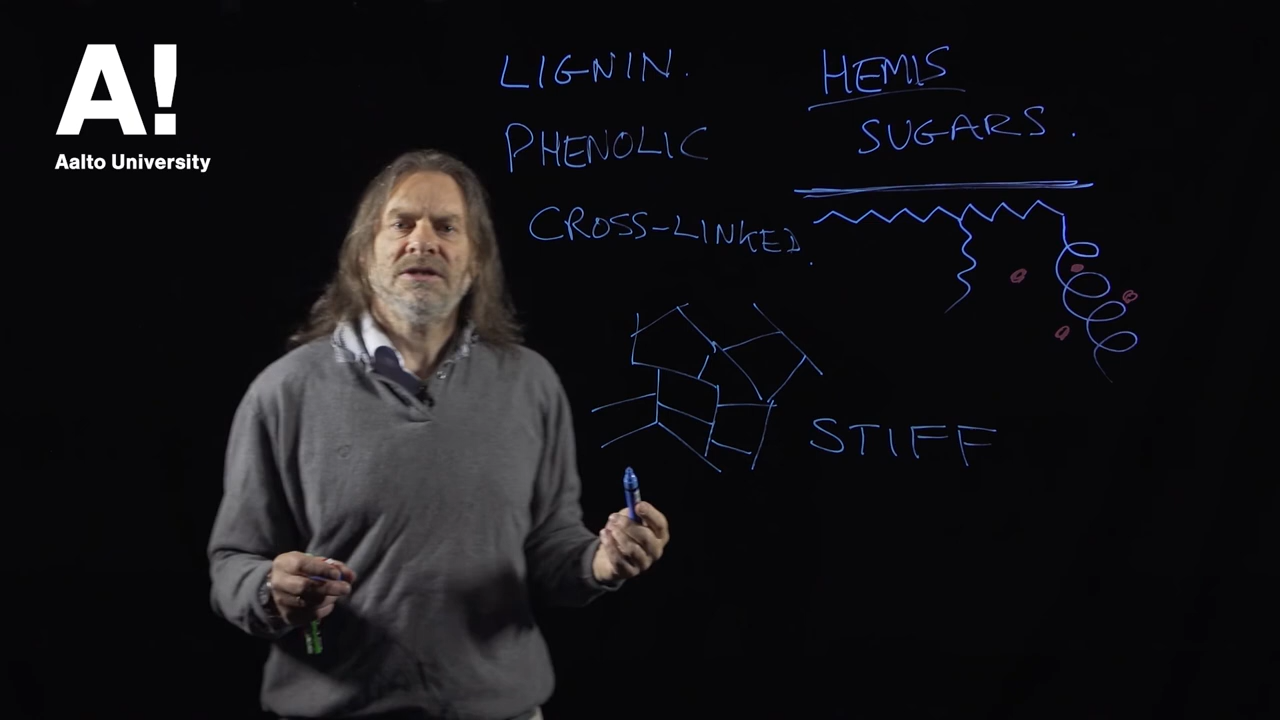 A!
Aalto University
LIGNIN.
PHENOLIC
CROSS-LINKED.
HEMIS
SUGARS.
STIFF